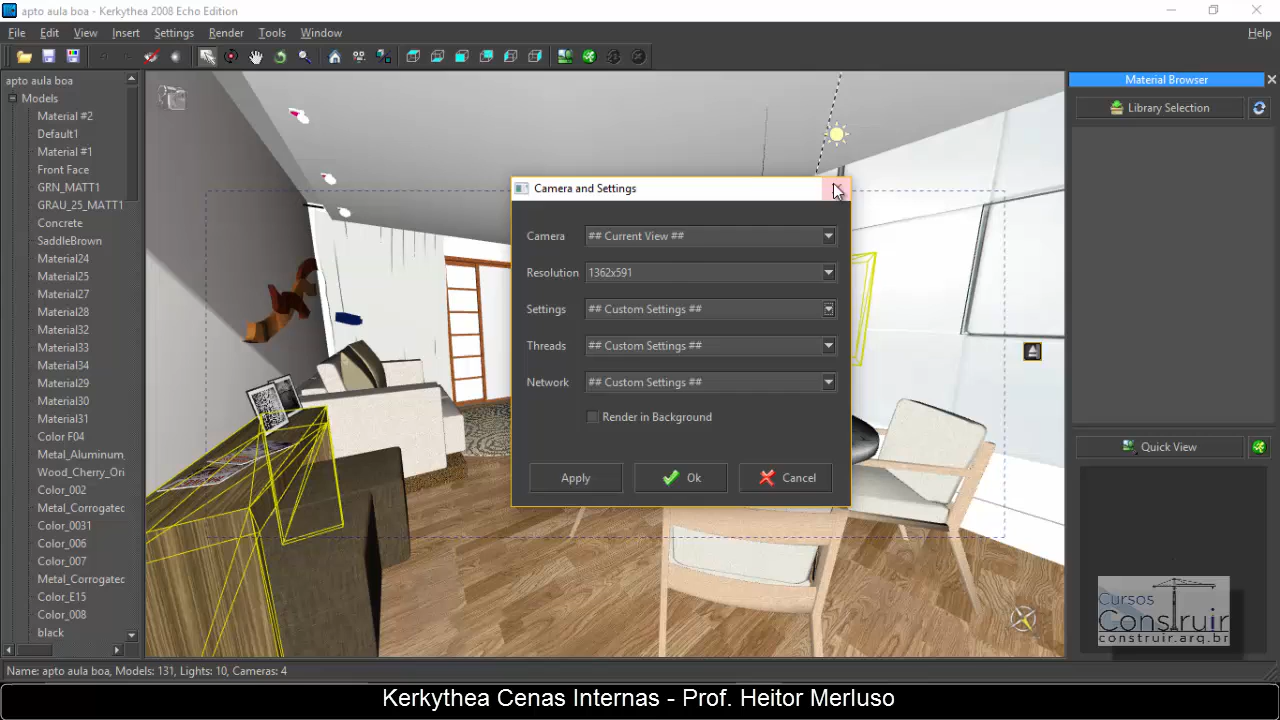 apto aula boa - Kerkythea 2008 Echo Edition
File Edit View Insert Settings Render Tools Window Help
apto aula boa
Models
Material #2
Default1
Material #1
Front Face
GRN_MATT1
GRAU_25_MATT1
Concrete
SaddleBrown
Material24
Material25
Material27
Material28
Material32
Material33
Material34
Material29
Material30
Material31
Color F04
Metal_Aluminum_
Wood_Cherry_Ori
Color_002
Metal_Corrogatec
Color_0031
Color_006
Color_007
Metal_Corrogatec
Color_E15
Color_008
black
Camera and Settings
Camera ## Current View ##
Resolution 1362x591
Settings ## Custom Settings ##
Threads ## Custom Settings ##
Network ## Custom Settings ##
Render in Background
Apply Ok Cancel
Material Browser
Library Selection
Quick View
Cursos
Construir
construir.arq.br
Name: apto aula boa, Models: 131, Lights: 10, Cameras: 4
Kerkythea Cenas Internas - Prof. Heitor Merluso